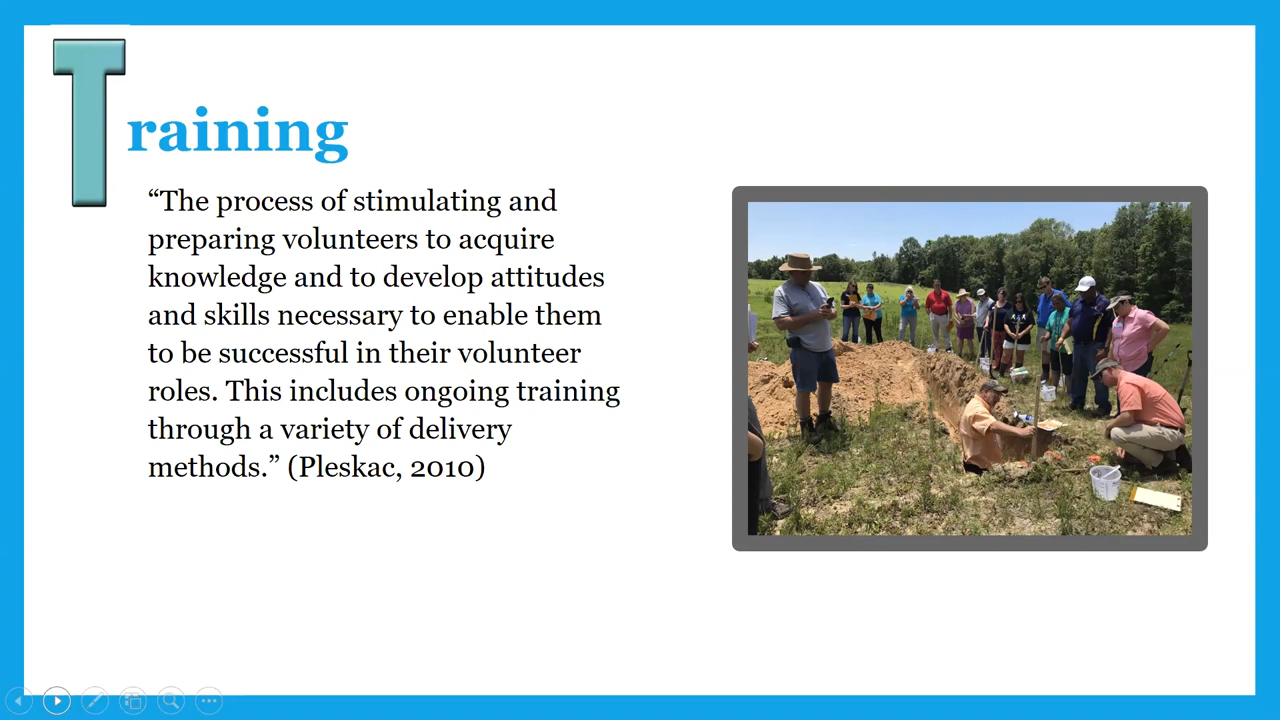 Training
“The process of stimulating and
preparing volunteers to acquire
knowledge and to develop attitudes
and skills necessary to enable them
to be successful in their volunteer
roles. This includes ongoing training
through a variety of delivery
methods.” (Pleskac, 2010)